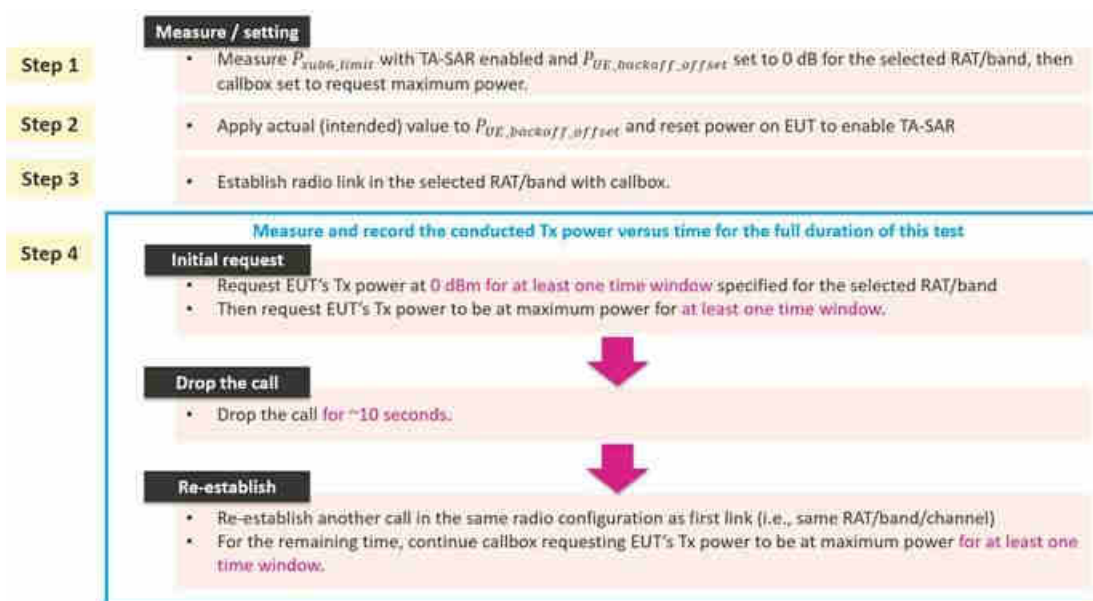 Measure / setting
Step 1
• Measure P_sub6_limit with TA-SAR enabled and P_UE_backoff_offset set to 0 dB for the selected RAT/band, then
callbox set to request maximum power.
Step 2
• Apply actual (intended) value to P_UE_backoff_offset and reset power on EUT to enable TA-SAR
Step 3
• Establish radio link in the selected RAT/band with callbox.
Step 4
Measure and record the conducted Tx power versus time for the full duration of this test
Initial request
• Request EUT's Tx power at 0 dBm for at least one time window specified for the selected RAT/band
• Then request EUT's Tx power to be at maximum power for at least one time window.
Drop the call
• Drop the call for ~10 seconds.
Re-establish
• Re-establish another call in the same radio configuration as first link (i.e., same RAT/band/channel)
• For the remaining time, continue callbox requesting EUT's Tx power to be at maximum power for at least one
time window.